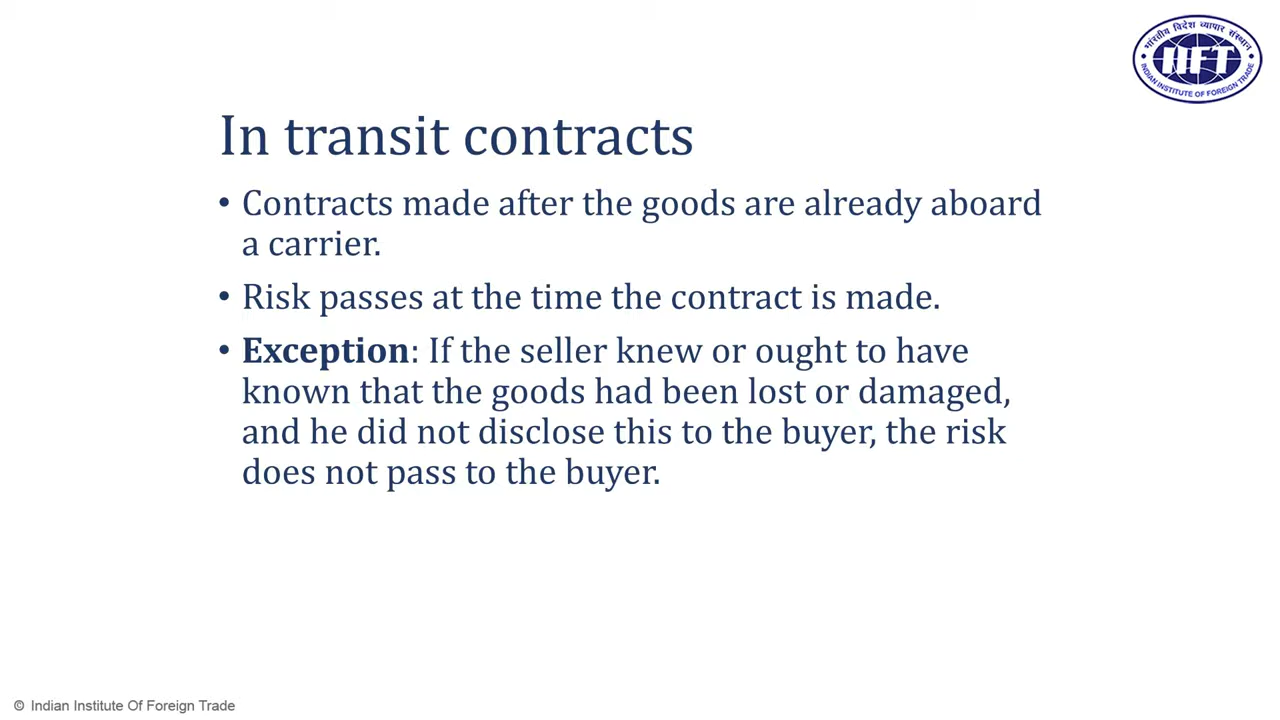 भारतीय विदेश व्यापार संस्थान
IIFT
INDIAN INSTITUTE OF FOREIGN TRADE
In transit contracts
• Contracts made after the goods are already aboard
a carrier.
• Risk passes at the time the contract is made.
• Exception: If the seller knew or ought to have
known that the goods had been lost or damaged,
and he did not disclose this to the buyer, the risk
does not pass to the buyer.
© Indian Institute Of Foreign Trade